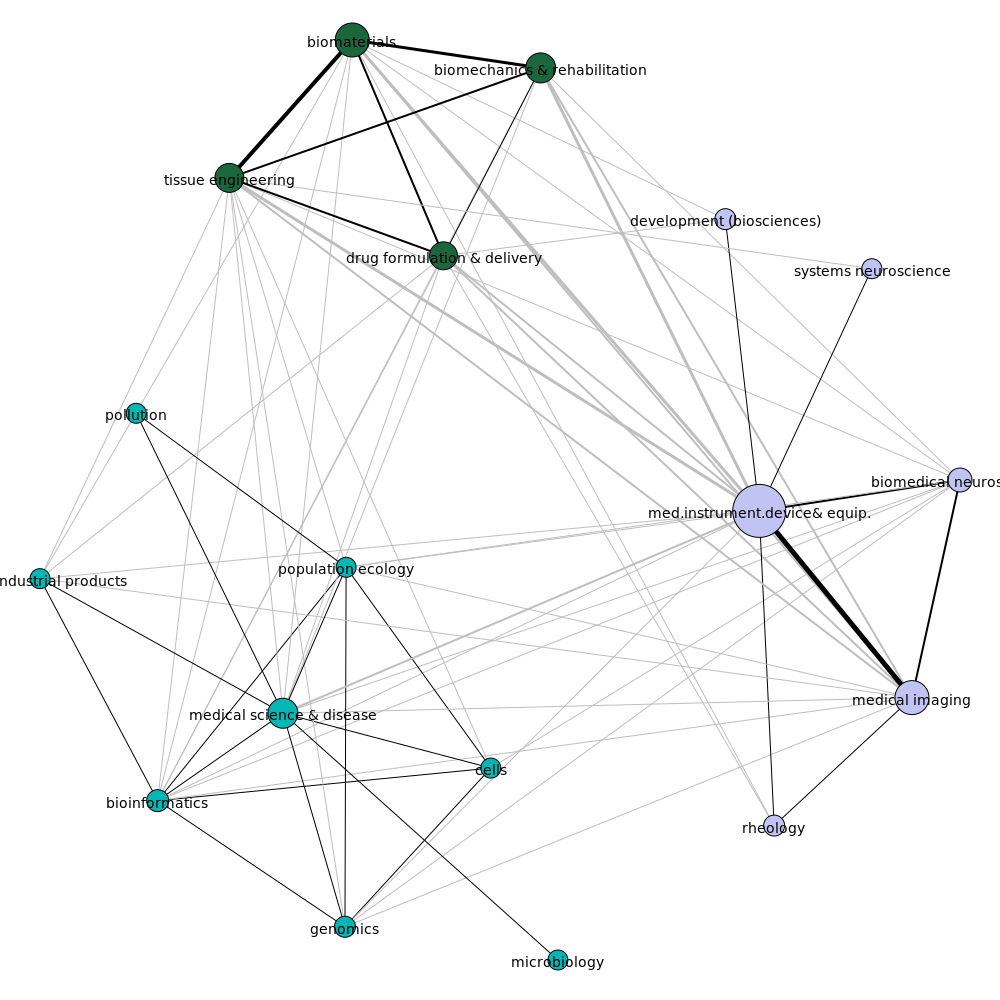 biomaterials
biomechanics & rehabilitation
tissue engineering
development (biosciences)
drug formulation & delivery
systems neuroscience
pollution
biomedical neuros
med.instrument.device& equip.
population ecology
ndustrial products
medical imaging
medical science & disease
cells
bioinformatics
rheology
genomics
microbiology